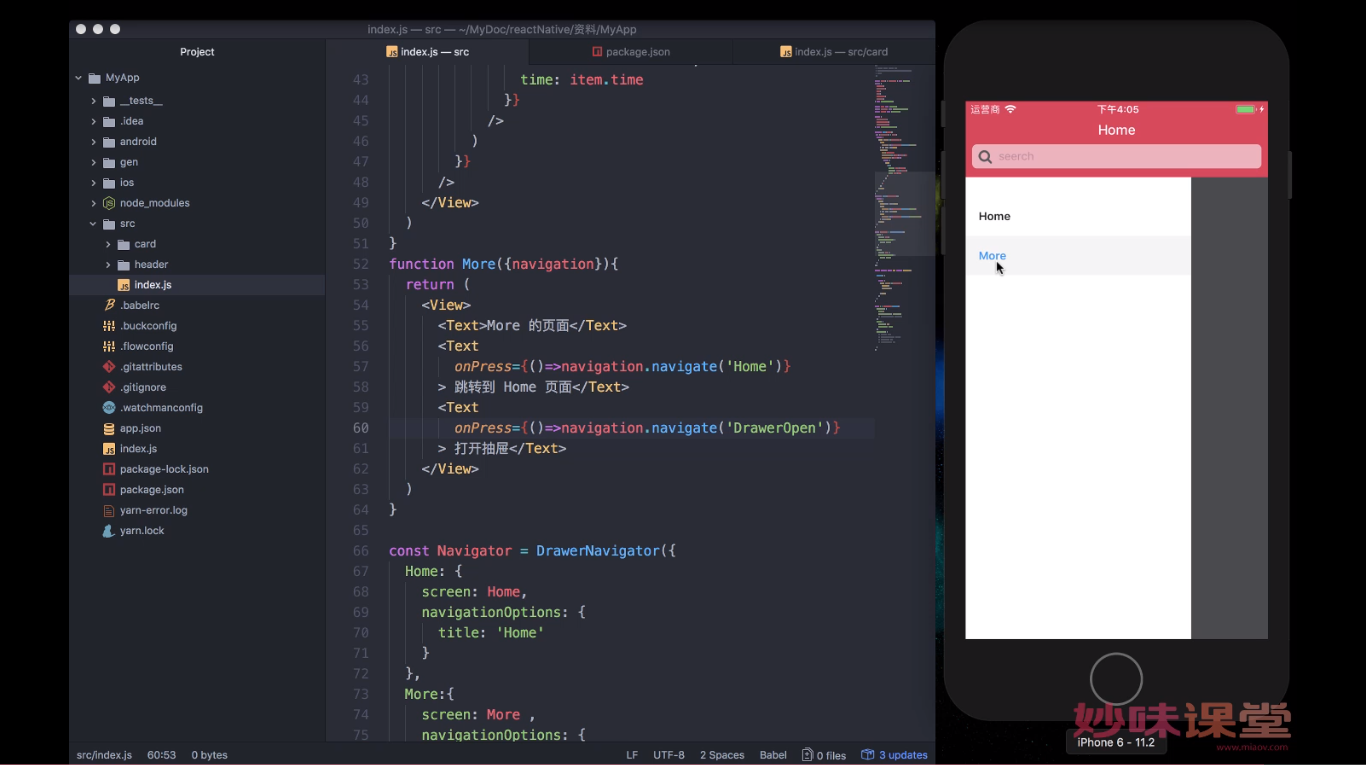 index.js — src — ~/MyDoc/reactNative/资料/MyApp
Project
index.js — src
package.json
index.js — src/card
MyApp
__tests__
.idea
android
gen
ios
node_modules
src
card
header
index.js
.babelrc
.buckconfig
.flowconfig
.gitattributes
.gitignore
.watchmanconfig
app.json
index.js
package-lock.json
package.json
yarn-error.log
yarn.lock
43 time: item.time
44 }}
45 />
46 )
47 }}
48 />
49 </View>
50 )
51 }
52 function More({navigation}){
53 return (
54 <View>
55 <Text>More 的页面</Text>
56 <Text
57 onPress={()=>navigation.navigate('Home')}
58 > 跳转到 Home 页面</Text>
59 <Text
60 onPress={()=>navigation.navigate('DrawerOpen')}
61 > 打开抽屉</Text>
62 </View>
63 )
64 }
65
66 const Navigator = DrawerNavigator({
67 Home: {
68 screen: Home,
69 navigationOptions: {
70 title: 'Home'
71 }
72 },
73 More:{
74 screen: More ,
75 navigationOptions: {
src/index.js 60:53 0 bytes
LF UTF-8 2 Spaces Babel 0 files 3 updates
运营商 下午4:05
Home
seerch
Home
More
妙味课堂
www.miaov.com
iPhone 6 - 11.2